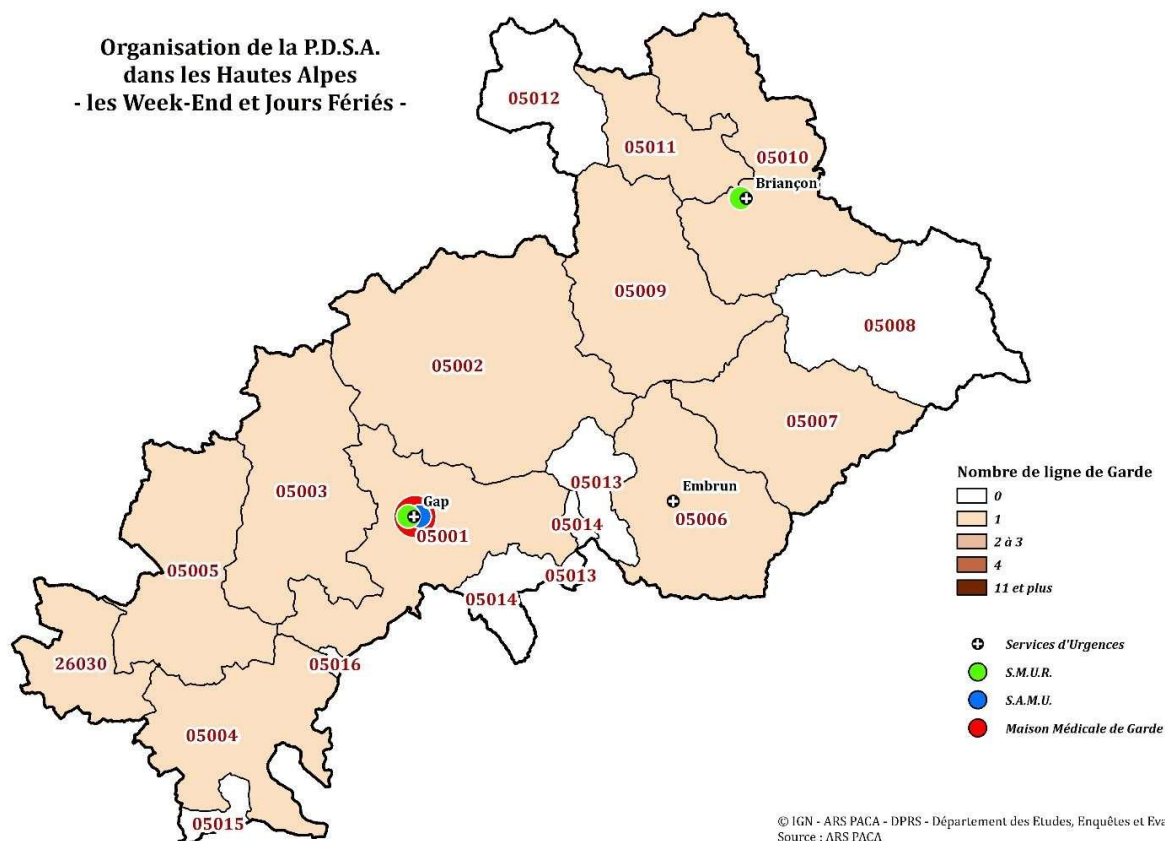 Organisation de la P.D.S.A.
dans les Hautes Alpes
- les Week-End et Jours Fériés -
05012
05011
05010
Briançon
05009
05008
05002
05007
05003
05013
Embrun
05006
Gap
05001
05014
05013
05014
05005
05016
26030
05004
05015
Nombre de ligne de Garde
0
1
2 à 3
4
11 et plus
Services d'Urgences
S.M.U.R.
S.A.M.U.
Maison Médicale de Garde
© IGN - ARS PACA - DPRS - Département des Etudes, Enquêtes et Eva
Source : ARS PACA